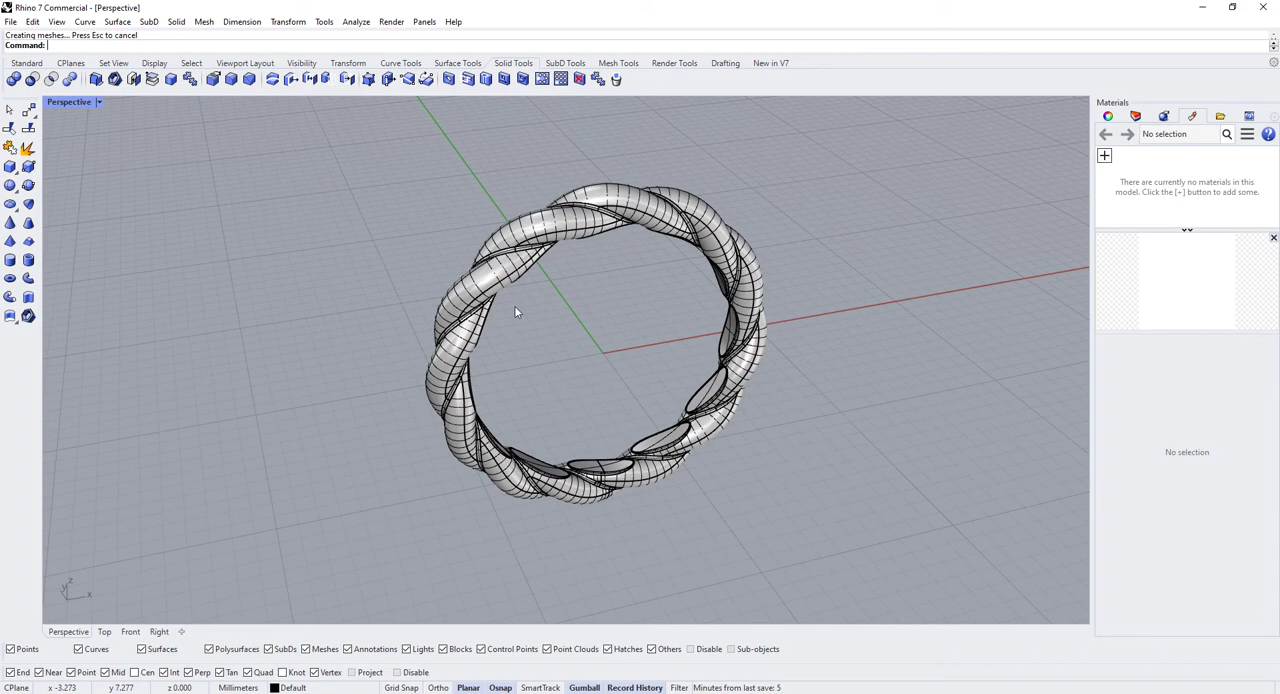 Rhino 7 Commercial - [Perspective]
File Edit View Curve Surface SubD Solid Mesh Dimension Transform Tools Analyze Render Panels Help
Creating meshes... Press Esc to cancel
Command:
Standard CPlanes Set View Display Select Viewport Layout Visibility Transform Curve Tools Surface Tools Solid Tools SubD Tools Mesh Tools Render Tools Drafting New in V7
Perspective
Materials
No selection
There are currently no materials in this
model. Click the [+] button to add some.
No selection
z
y
x
Perspective Top Front Right
Points Curves Surfaces Polysurfaces SubDs Meshes Annotations Lights Blocks Control Points Point Clouds Hatches Others Disable Sub-objects
End Near Point Mid Cen Int Perp Tan Quad Knot Vertex Project Disable
CPlane x -3.273 y 7.277 z 0.000 Millimeters Default Grid Snap Ortho Planar Osnap SmartTrack Gumball Record History Filter Minutes from last save: 5